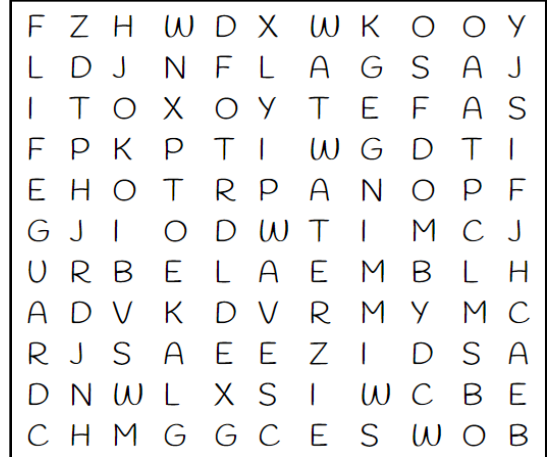 F Z H W D X W K O O Y
L D J N F L A G S A J
I T O X O Y T E F A S
F P K P T I W G D T I
E H O T R P A N O P F
G J I O D W T I M C J
U R B E L A E M B L H
A D V K D V R M Y M C
R J S A E E Z I D S A
D N W L X S I W C B E
C H M G G C E S W O B